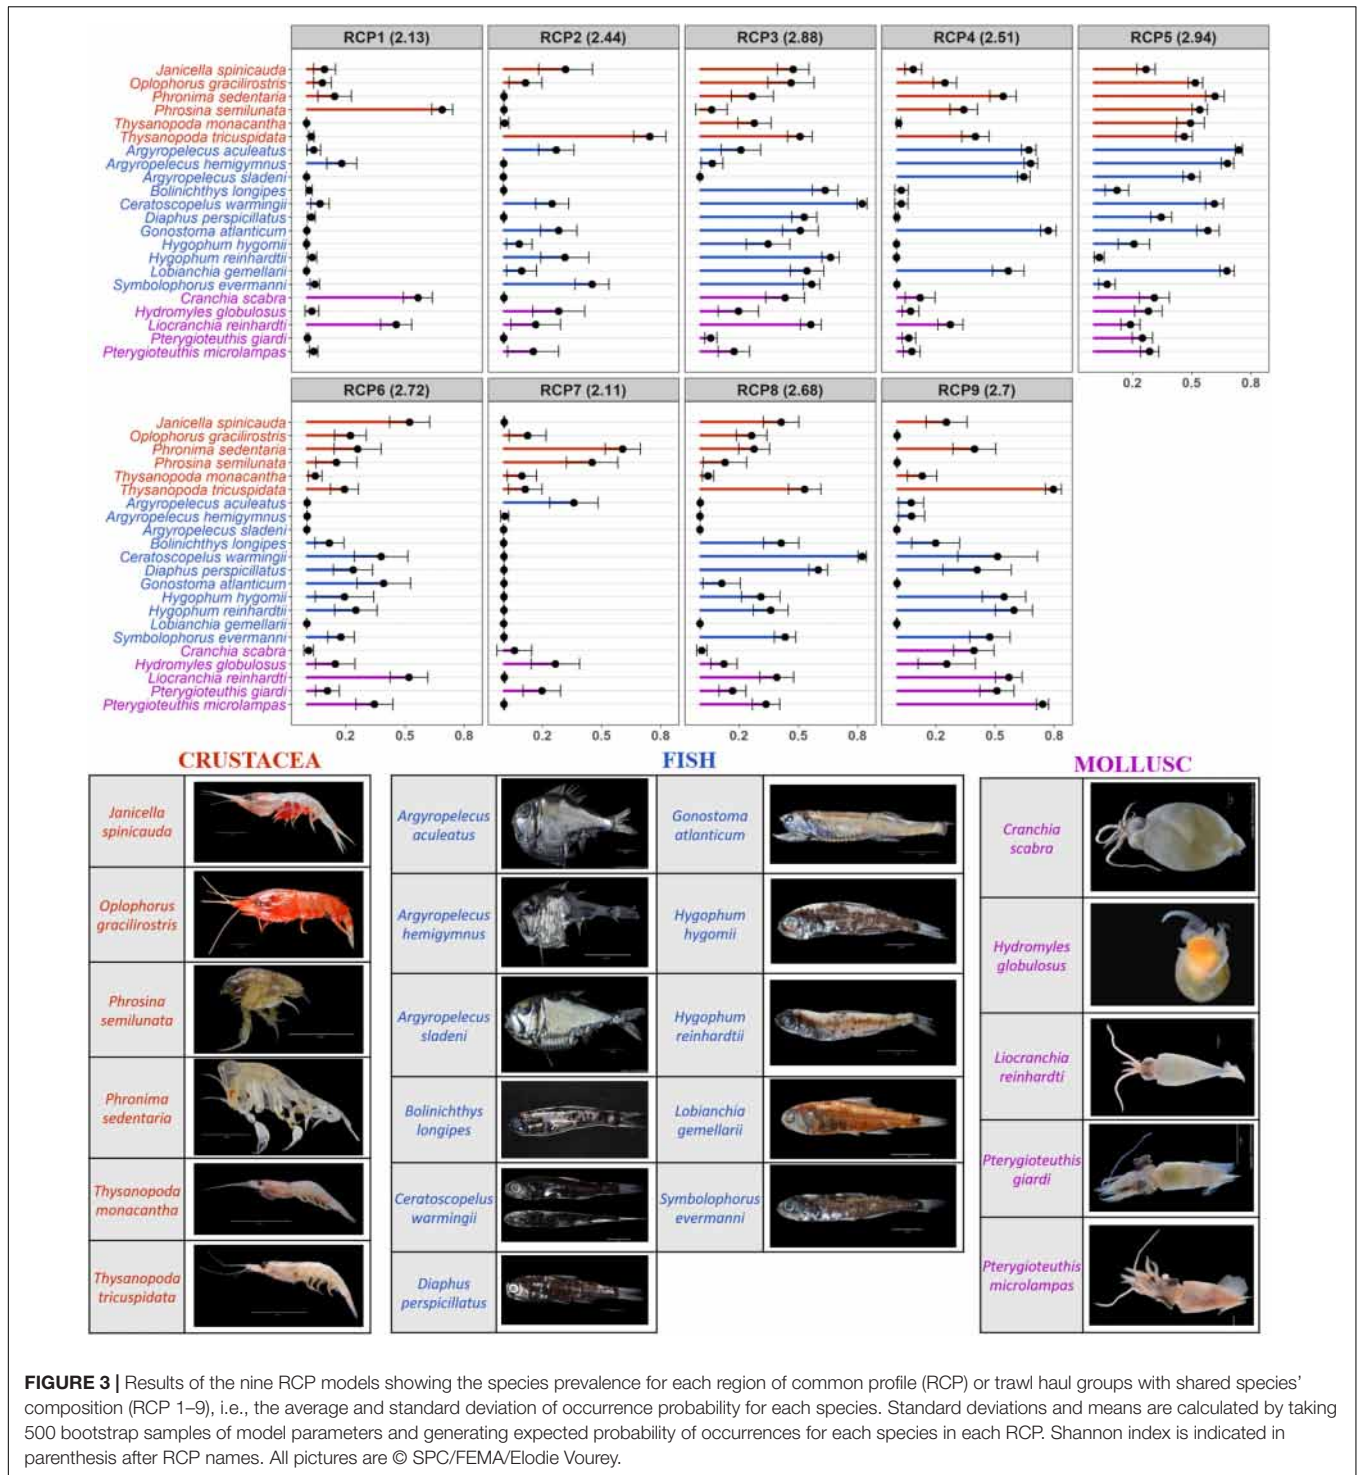 RCP1 (2.13) RCP2 (2.44) RCP3 (2.88) RCP4 (2.51) RCP5 (2.94)
Janicella spinicauda
Oplophorus gracilirostris
Phronima sedentaria
Phrosina semilunata
Thysanopoda monacantha
Thysanopoda tricuspidata
Argyropelecus aculeatus
Argyropelecus hemigymnus
Argyropelecus sladeni
Bolinichthys longipes
Ceratoscopelus warmingii
Diaphus perspicillatus
Gonostoma atlanticum
Hygophum hygomii
Hygophum reinhardtii
Lobianchia gemellarii
Symbolophorus evermanni
Cranchia scabra
Hydromyles globulosus
Liocranchia reinhardti
Pterygioteuthis giardi
Pterygioteuthis microlampas
0.2 0.5 0.8
RCP6 (2.72) RCP7 (2.11) RCP8 (2.68) RCP9 (2.7)
Janicella spinicauda
Oplophorus gracilirostris
Phronima sedentaria
Phrosina semilunata
Thysanopoda monacantha
Thysanopoda tricuspidata
Argyropelecus aculeatus
Argyropelecus hemigymnus
Argyropelecus sladeni
Bolinichthys longipes
Ceratoscopelus warmingii
Diaphus perspicillatus
Gonostoma atlanticum
Hygophum hygomii
Hygophum reinhardtii
Lobianchia gemellarii
Symbolophorus evermanni
Cranchia scabra
Hydromyles globulosus
Liocranchia reinhardti
Pterygioteuthis giardi
Pterygioteuthis microlampas
0.2 0.5 0.8 0.2 0.5 0.8 0.2 0.5 0.8 0.2 0.5 0.8
CRUSTACEA
Janicella
spinicauda
Oplophorus
gracilirostris
Phrosina
semilunata
Phronima
sedentaria
Thysanopoda
monacantha
Thysanopoda
tricuspidata
FISH
Argyropelecus
aculeatus
Argyropelecus
hemigymnus
Argyropelecus
sladeni
Bolinichthys
longipes
Ceratoscopelus
warmingii
Diaphus
perspicillatus
Gonostoma
atlanticum
Hygophum
hygomii
Hygophum
reinhardtii
Lobianchia
gemellarii
Symbolophorus
evermanni
MOLLUSC
Cranchia
scabra
Hydromyles
globulosus
Liocranchia
reinhardti
Pterygioteuthis
giardi
Pterygioteuthis
microlampas
FIGURE 3 | Results of the nine RCP models showing the species prevalence for each region of common profile (RCP) or trawl haul groups with shared species'
composition (RCP 1–9), i.e., the average and standard deviation of occurrence probability for each species. Standard deviations and means are calculated by taking
500 bootstrap samples of model parameters and generating expected probability of occurrences for each species in each RCP. Shannon index is indicated in
parenthesis after RCP names. All pictures are © SPC/FEMA/Elodie Vourey.